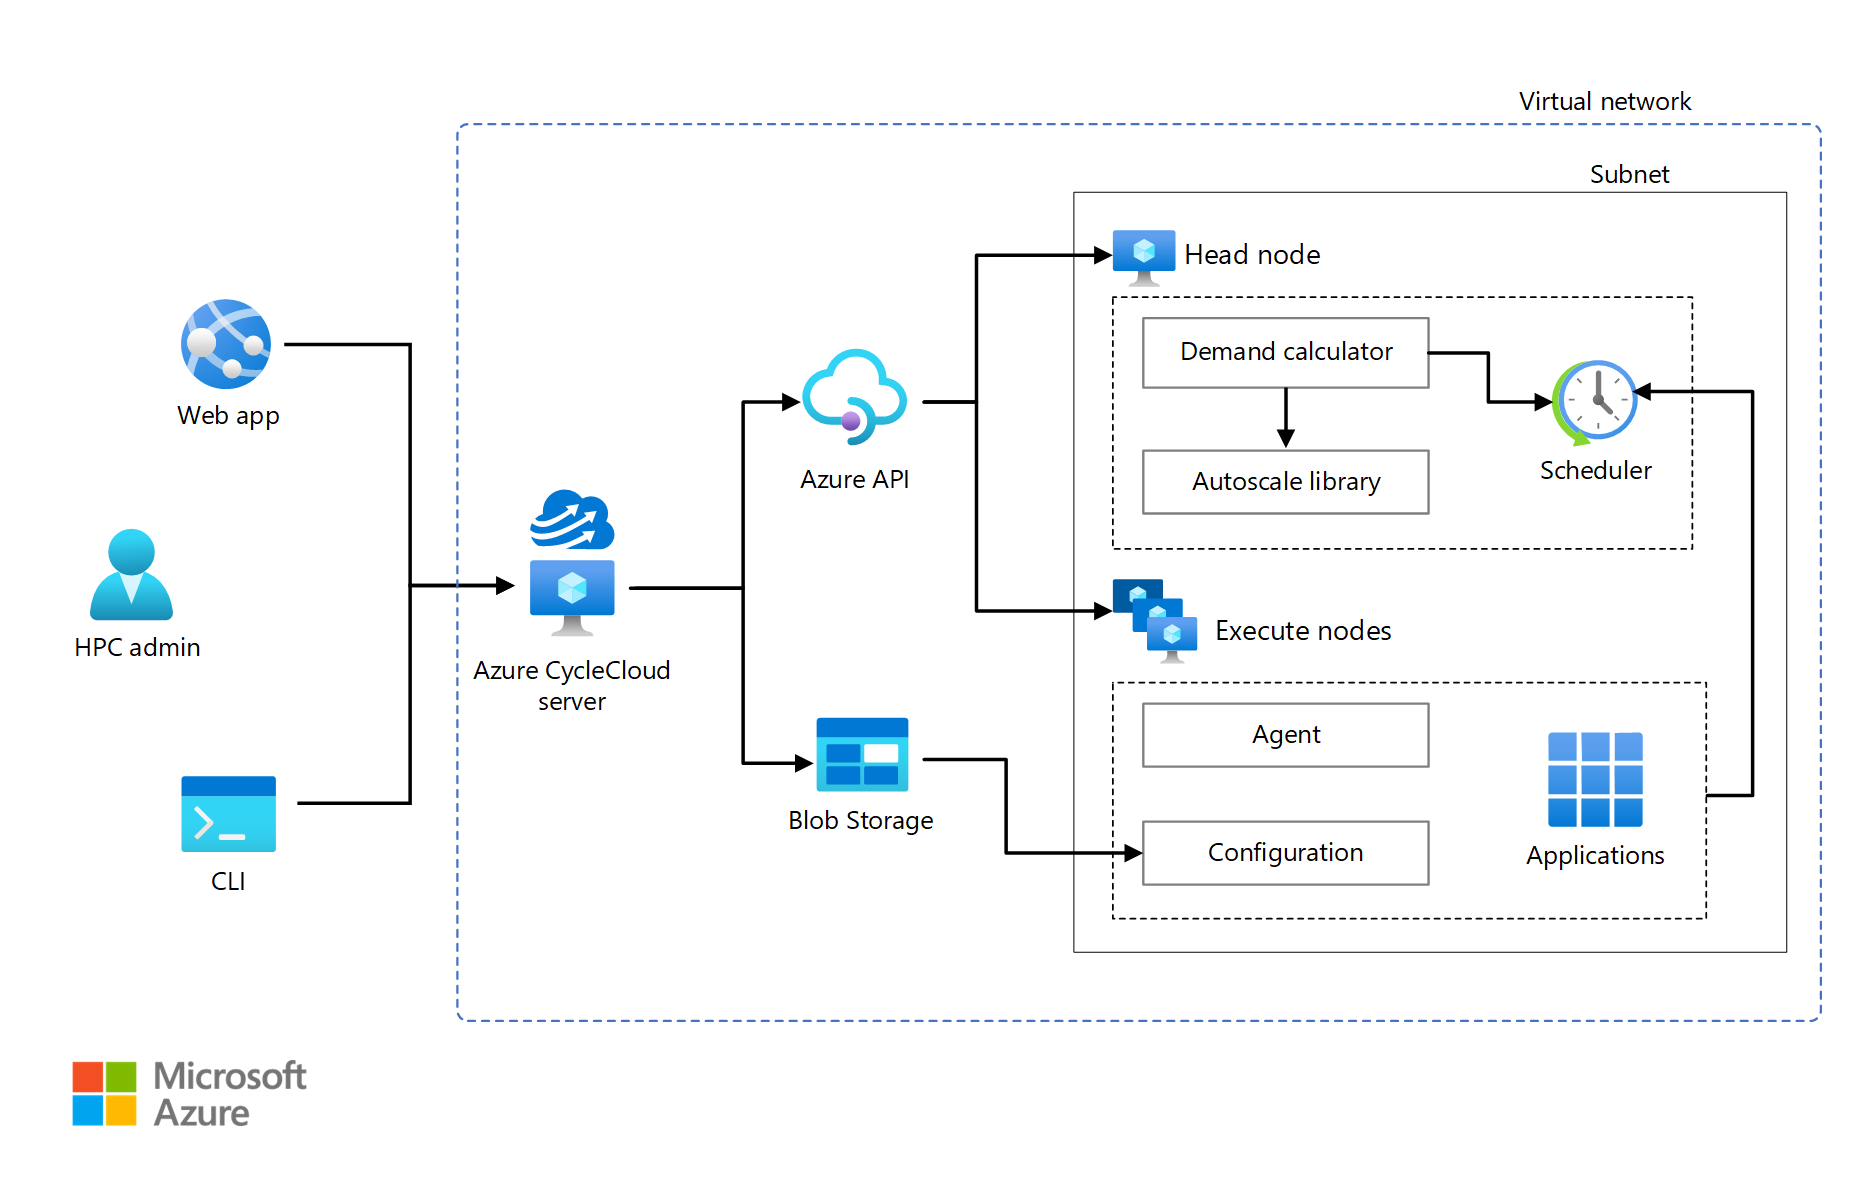 Virtual network
Subnet
Head node
Demand calculator
Autoscale library
Scheduler
Web app
Azure API
HPC admin
Azure CycleCloud
server
Execute nodes
Agent
Configuration
Applications
Blob Storage
CLI
Microsoft
Azure